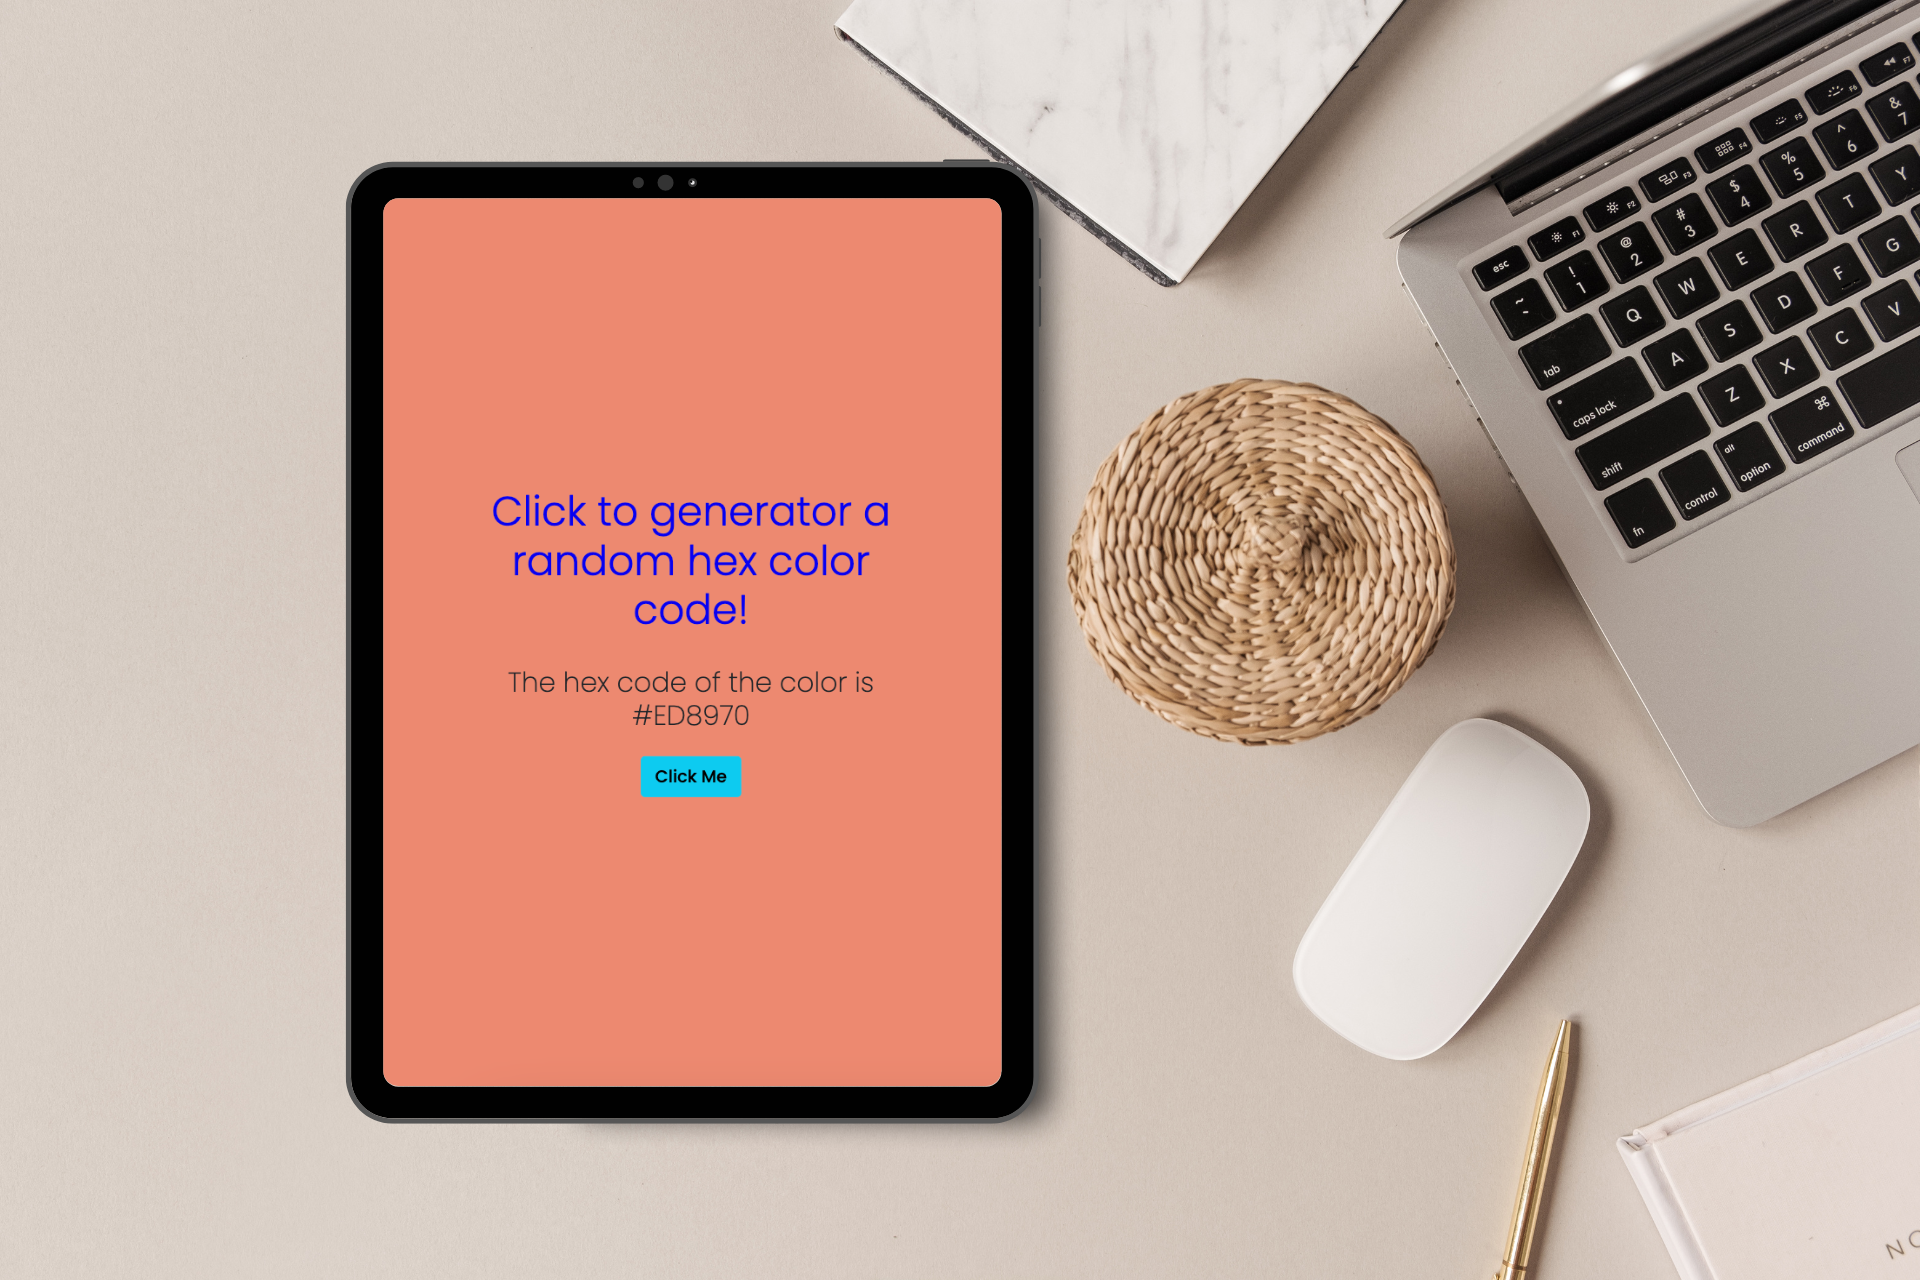 Click to generator a
random hex color
code!
The hex code of the color is
#ED8970
Click Me
esc
F1
F2
F3
F4
F5
F6
F7
~
!
1
@
2
#
3
$
4
%
5
^
6
&
7
tab
Q
W
E
R
T
Y
caps lock
A
S
D
F
G
shift
Z
X
C
V
fn
control
alt
option
⌘
command